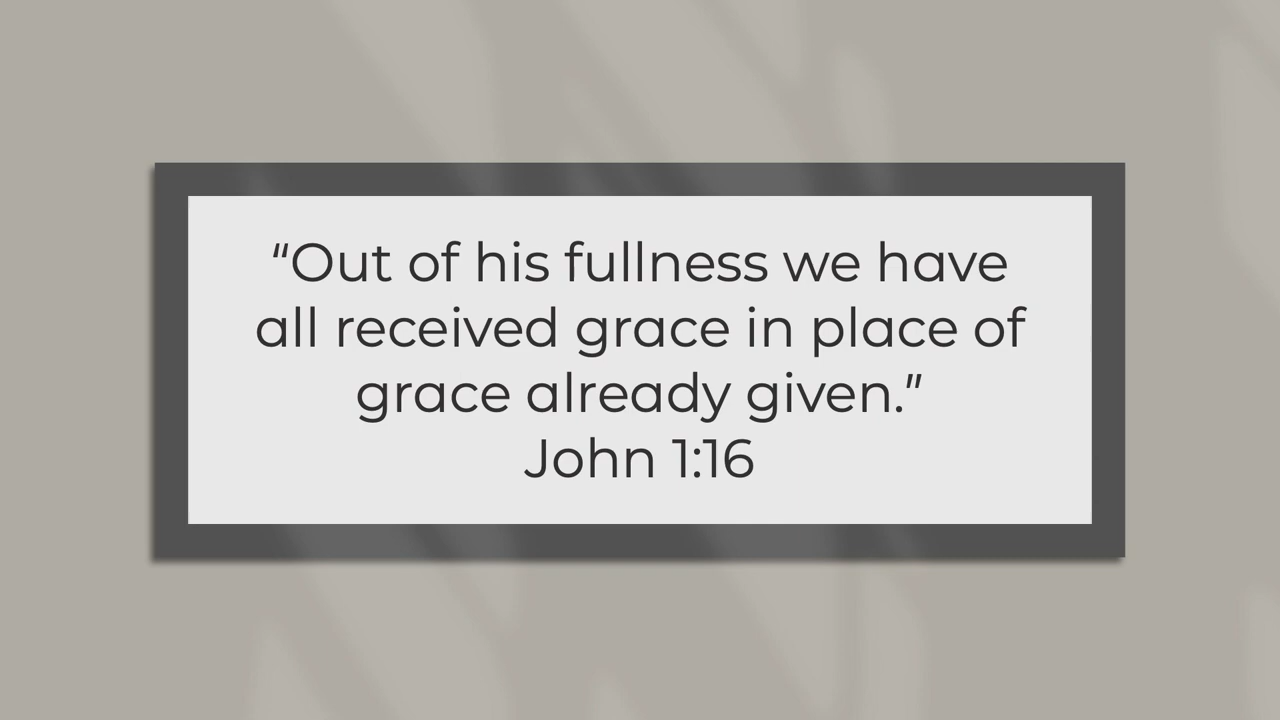 "Out of his fullness we have
all received grace in place of
grace already given."
John 1:16